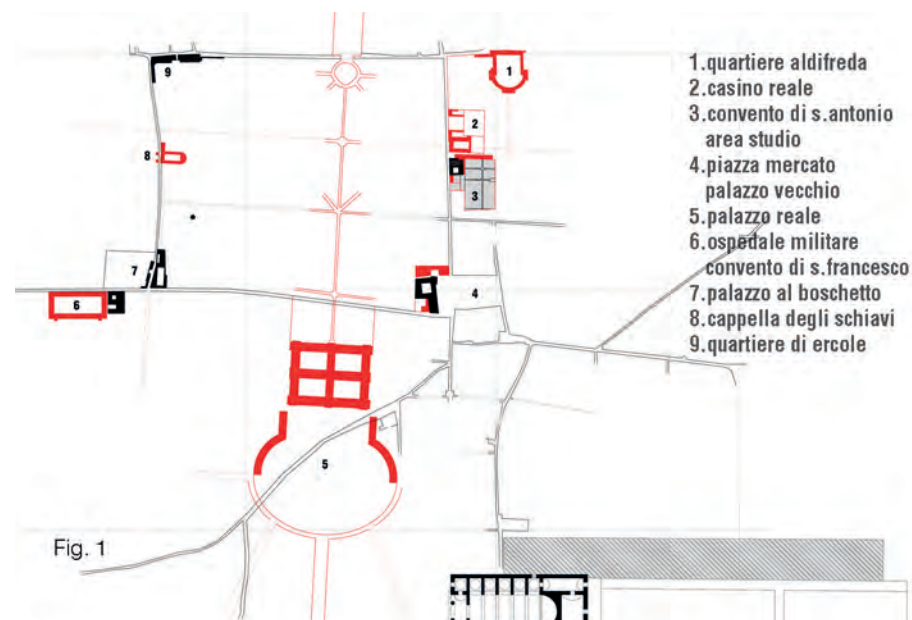 1.quartiere aldifreda
2.casino reale
3.convento di s.antonio
area studio
4.piazza mercato
palazzo vecchio
5.palazzo reale
6.ospedale militare
convento di s.francesco
7.palazzo al boschetto
8.cappella degli schiavi
9.quartiere di ercole
9
1
2
8
3
7
4
6
5
Fig. 1